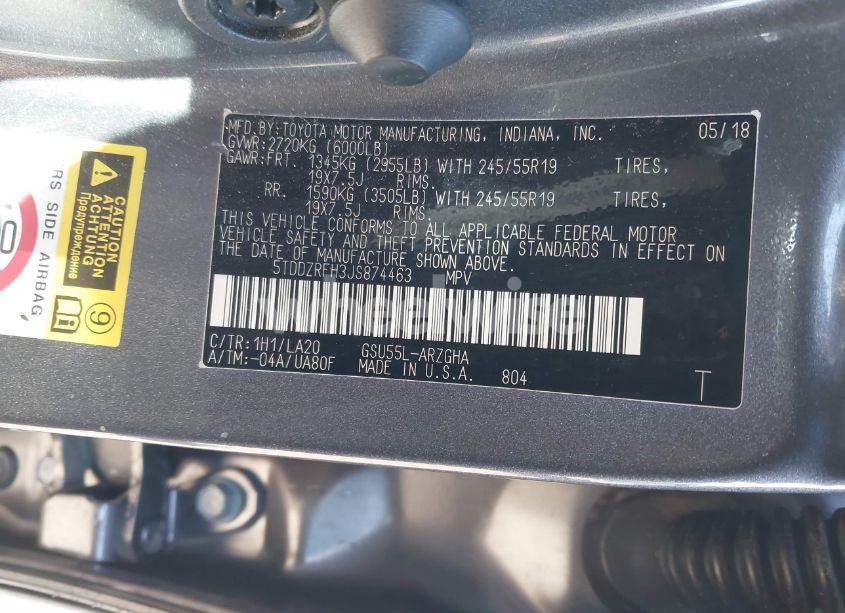 MFD.BY:TOYOTA MOTOR MANUFACTURING, INDIANA, INC. 05/18
GVWR:2720KG (6000LB)
GAWR:FRT. 1345KG (2955LB) WITH 245/55R19 TIRES,
19X7.5J RIMS.
RR. 1590KG (3505LB) WITH 245/55R19 TIRES,
19X7.5J RIMS.
THIS VEHICLE CONFORMS TO ALL APPLICABLE FEDERAL MOTOR
VEHICLE SAFETY AND THEFT PREVENTION STANDARDS IN EFFECT ON
THE DATE OF MANUFACTURE SHOWN ABOVE.
5TDDZRFH3JS874463 MPV
C/TR:1H1/LA20 GSU55L-ARZGHA
A/TM:-04A/UA80F MADE IN U.S.A. 804
T
CAUTION
ATTENTION
ACHTUNG
Предупреждение
9
SIDE AIRBAG